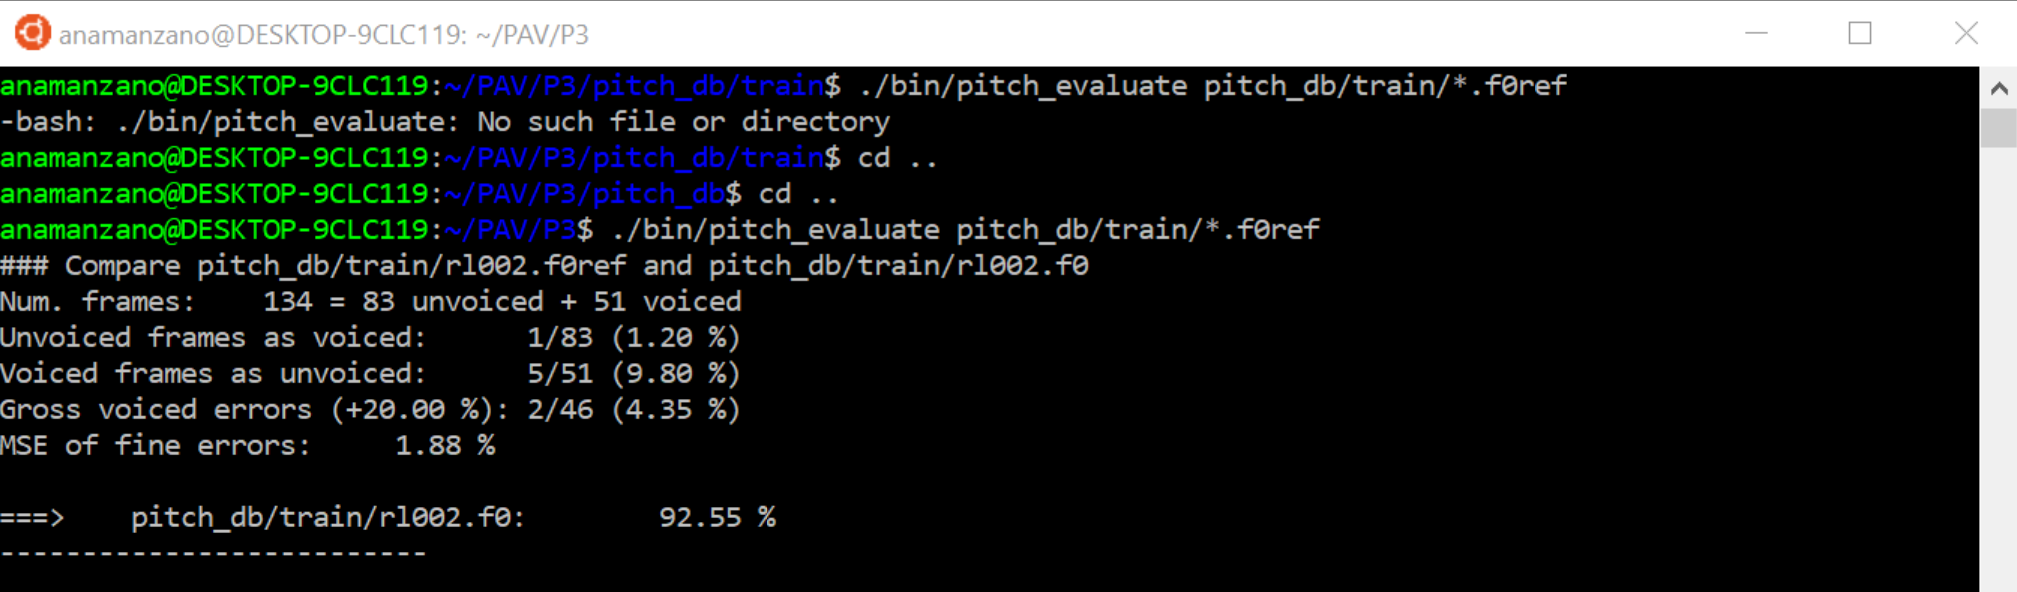 anamanzano@DESKTOP-9CLC119: ~/PAV/P3
anamanzano@DESKTOP-9CLC119:~/PAV/P3/pitch_db/train$ ./bin/pitch_evaluate pitch_db/train/*.f0ref
-bash: ./bin/pitch_evaluate: No such file or directory
anamanzano@DESKTOP-9CLC119:~/PAV/P3/pitch_db/train$ cd ..
anamanzano@DESKTOP-9CLC119:~/PAV/P3/pitch_db$ cd ..
anamanzano@DESKTOP-9CLC119:~/PAV/P3$ ./bin/pitch_evaluate pitch_db/train/*.f0ref
### Compare pitch_db/train/rl002.f0ref and pitch_db/train/rl002.f0
Num. frames:    134 = 83 unvoiced + 51 voiced
Unvoiced frames as voiced:      1/83 (1.20 %)
Voiced frames as unvoiced:      5/51 (9.80 %)
Gross voiced errors (+20.00 %): 2/46 (4.35 %)
MSE of fine errors:     1.88 %
===>    pitch_db/train/rl002.f0:        92.55 %
--------------------------